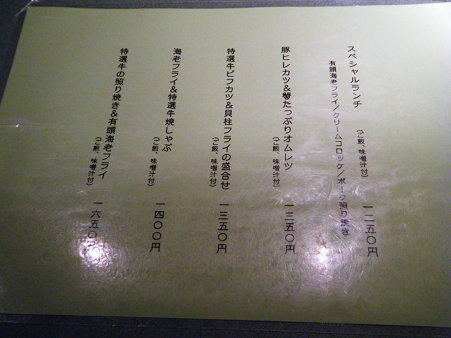 スペシャルランチ (ご飯、味噌汁付) 一二五〇円
有頭海老フライ/クリームコロッケ/ポーク照り焼き
豚ヒレカツ&蟹たっぷりオムレツ (ご飯、味噌汁付) 一三五〇円
特選牛ビフカツ&貝柱フライの盛合せ (ご飯、味噌汁付) 一三五〇円
海老フライ&特選牛焼しゃぶ (ご飯、味噌汁付) 一四〇〇円
特選牛の照り焼き&有頭海老フライ (ご飯、味噌汁付) 一六五〇円